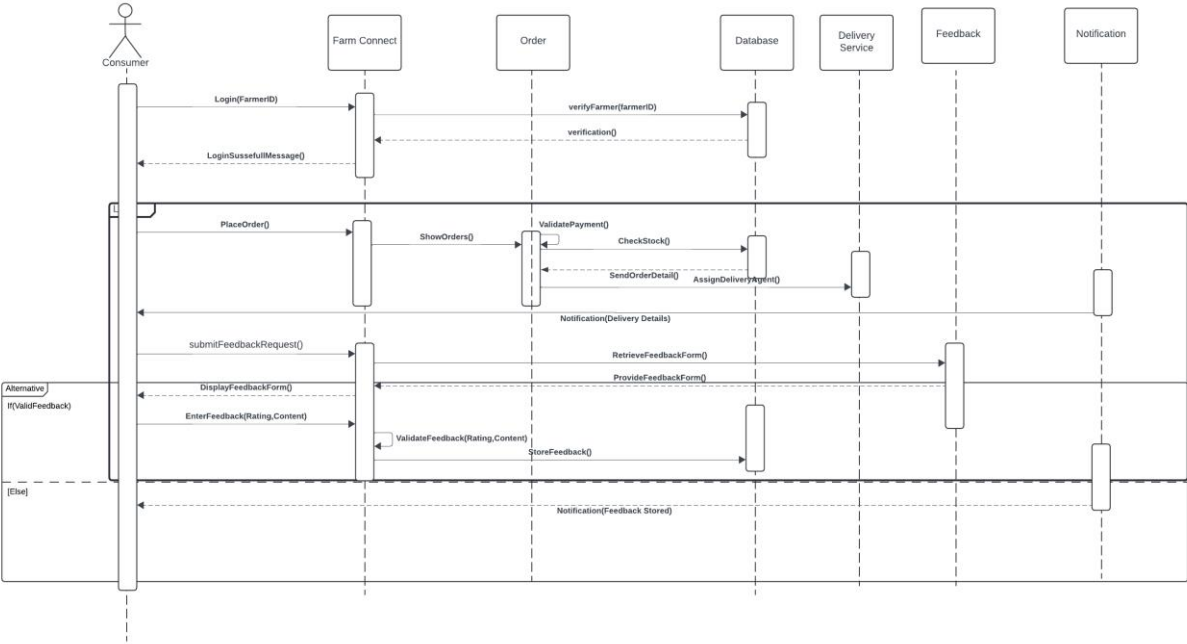 Consumer
Farm Connect
Order
Database
Delivery
Service
Feedback
Notification
Login(FarmerID)
verifyFarmer(farmerID)
verification()
LoginSussefullMessage()
PlaceOrder()
ValidatePayment()
ShowOrders()
CheckStock()
SendOrderDetail()
AssignDeliveryAgent()
Notification(Delivery Details)
submitFeedbackRequest()
RetrieveFeedbackForm()
ProvideFeedbackForm()
Alternative
DisplayFeedbackForm()
If(ValidFeedback)
EnterFeedback(Rating,Content)
ValidateFeedback(Rating,Content)
StoreFeedback()
[Else]
Notification(Feedback Stored)